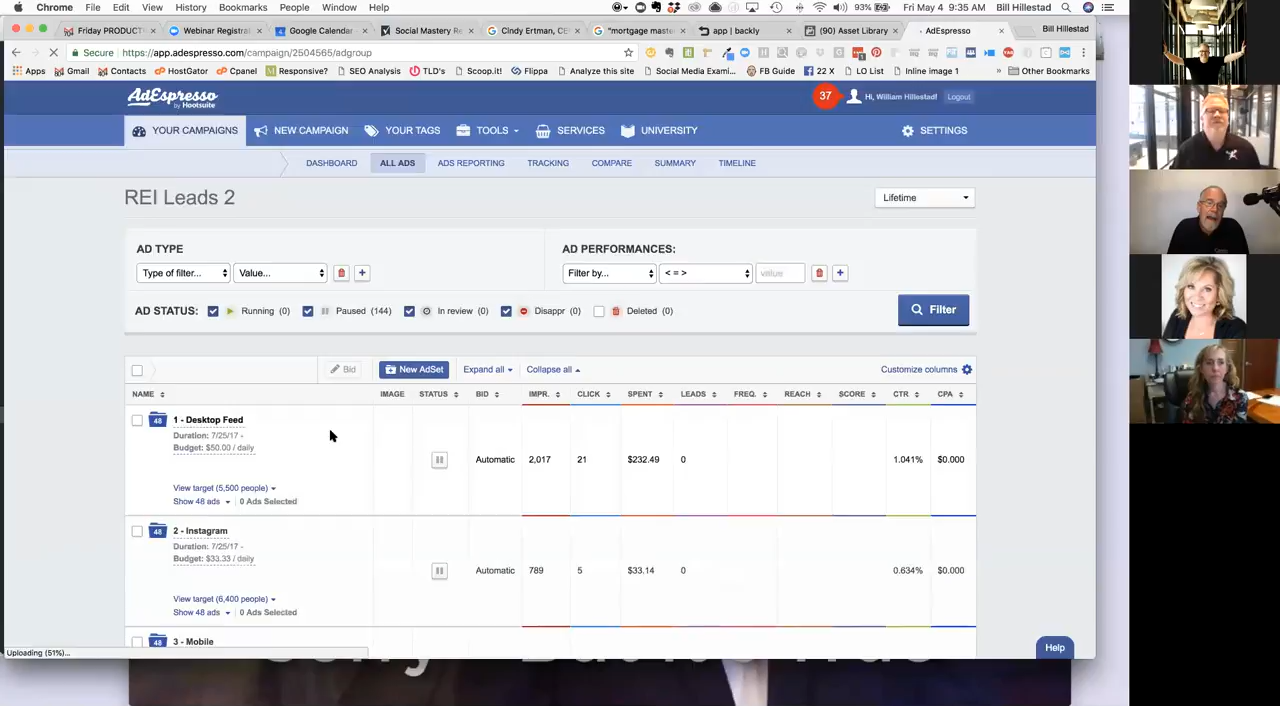 Chrome File Edit View History Bookmarks People Window Help 93% Fri May 4 9:35 AM Bill Hillestad
Friday PRODUCT Webinar Registra Google Calendar Social Mastery Re Cindy Ertman, CE "mortgage master app | backly (90) Asset Library AdEspresso Bill Hillestad
Secure https://app.adespresso.com/campaign/2504565/adgroup
Apps Gmail Contacts HostGator Cpanel Responsive? SEO Analysis TLD's Scoop.it! Flippa Analyze this site Social Media Exami... FB Guide 22 X LO List Inline image 1 » Other Bookmarks
AdEspresso
by Hootsuite
37 Hi, William Hillestad! Logout
YOUR CAMPAIGNS NEW CAMPAIGN YOUR TAGS TOOLS SERVICES UNIVERSITY SETTINGS
DASHBOARD ALL ADS ADS REPORTING TRACKING COMPARE SUMMARY TIMELINE
REI Leads 2 Lifetime
AD TYPE AD PERFORMANCES:
Type of filter... Value... Filter by... < = > value
AD STATUS: Running (0) Paused (144) In review (0) Disappr (0) Deleted (0) Filter
Bid New AdSet Expand all Collapse all Customize columns
NAME IMAGE STATUS BID IMPR. CLICK SPENT LEADS FREQ. REACH SCORE CTR CPA
48 1 - Desktop Feed
Duration: 7/25/17 -
Budget: $50.00 / daily
Automatic 2,017 21 $232.49 0 1.041% $0.000
View target (5,500 people)
Show 48 ads 0 Ads Selected
48 2 - Instagram
Duration: 7/25/17 -
Budget: $33.33 / daily
Automatic 789 5 $33.14 0 0.634% $0.000
View target (6,400 people)
Show 48 ads 0 Ads Selected
48 3 - Mobile
Help
Uploading (51%)...